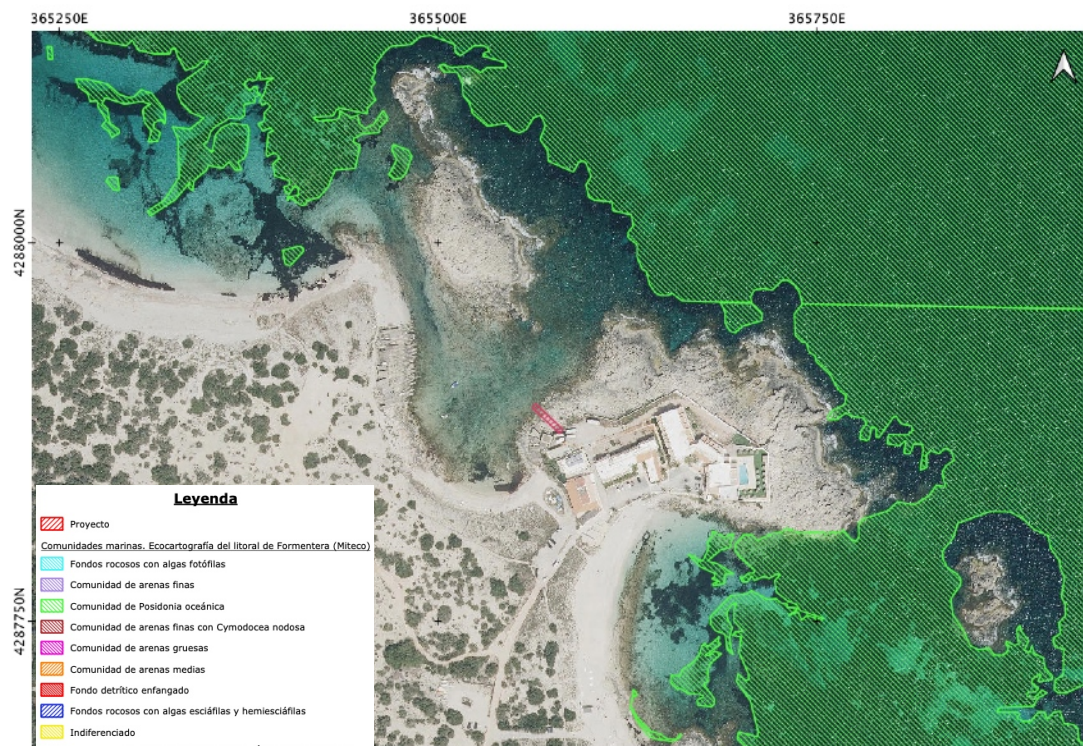 365250E
365500E
365750E
4288000N
4287750N
Leyenda
Proyecto
Comunidades marinas. Ecocartografía del litoral de Formentera (Miteco)
Fondos rocosos con algas fotófilas
Comunidad de arenas finas
Comunidad de Posidonia oceánica
Comunidad de arenas finas con Cymodocea nodosa
Comunidad de arenas gruesas
Comunidad de arenas medias
Fondo detrítico enfangado
Fondos rocosos con algas esciáfilas y hemiesciáfilas
Indiferenciado